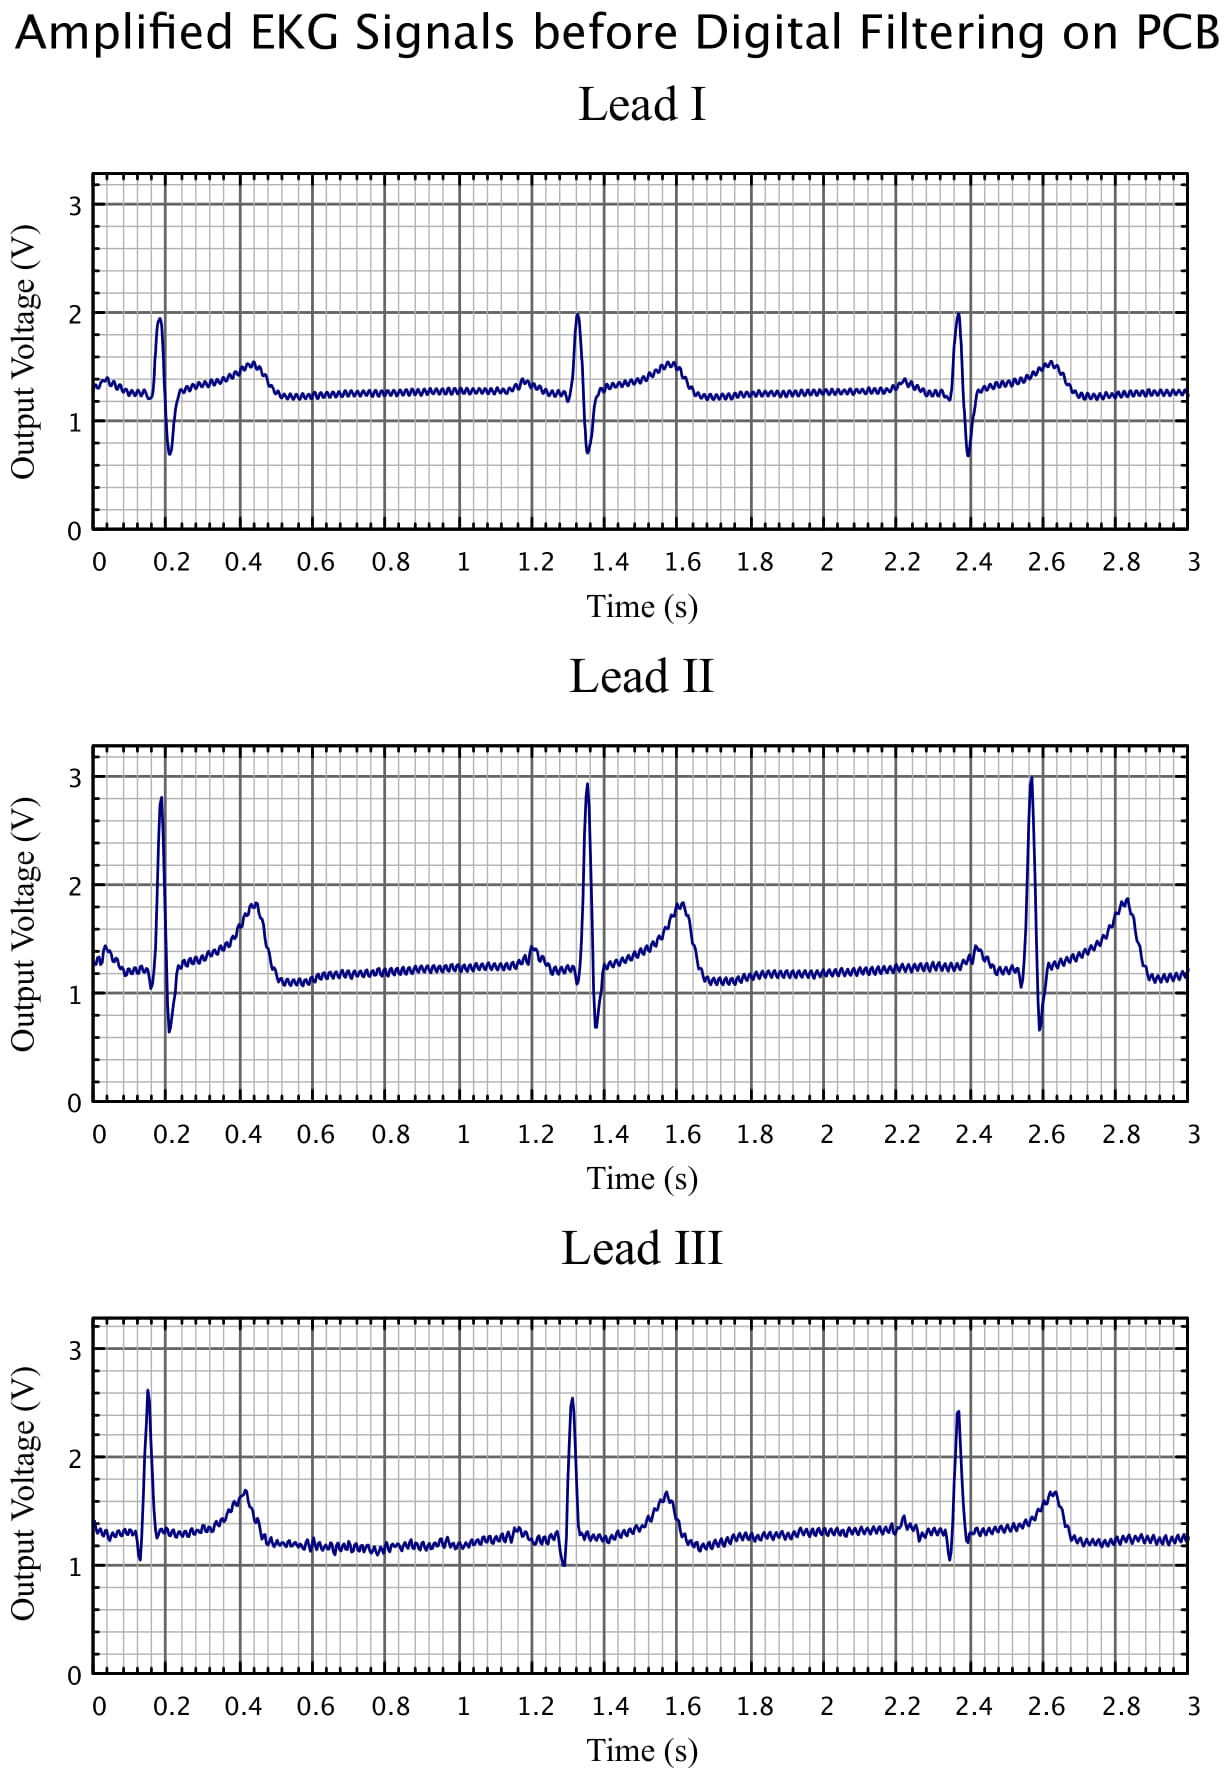 Amplified EKG Signals before Digital Filtering on PCB
Lead I
Output Voltage (V)
3
2
1
0
0 0.2 0.4 0.6 0.8 1 1.2 1.4 1.6 1.8 2 2.2 2.4 2.6 2.8 3
Time (s)
Lead II
Output Voltage (V)
3
2
1
0
0 0.2 0.4 0.6 0.8 1 1.2 1.4 1.6 1.8 2 2.2 2.4 2.6 2.8 3
Time (s)
Lead III
Output Voltage (V)
3
2
1
0
0 0.2 0.4 0.6 0.8 1 1.2 1.4 1.6 1.8 2 2.2 2.4 2.6 2.8 3
Time (s)